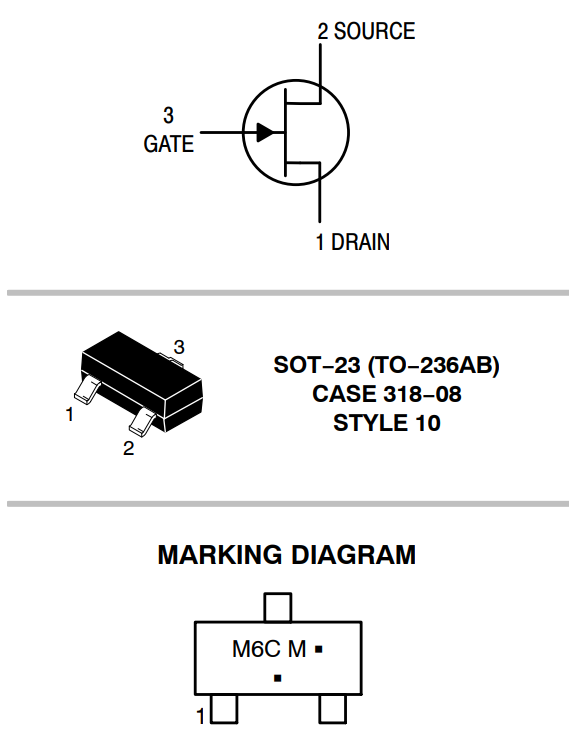 2 SOURCE
3
GATE
1 DRAIN
3
1
2
SOT−23 (TO−236AB)
CASE 318−08
STYLE 10
MARKING DIAGRAM
M6C M ▪
▪
1